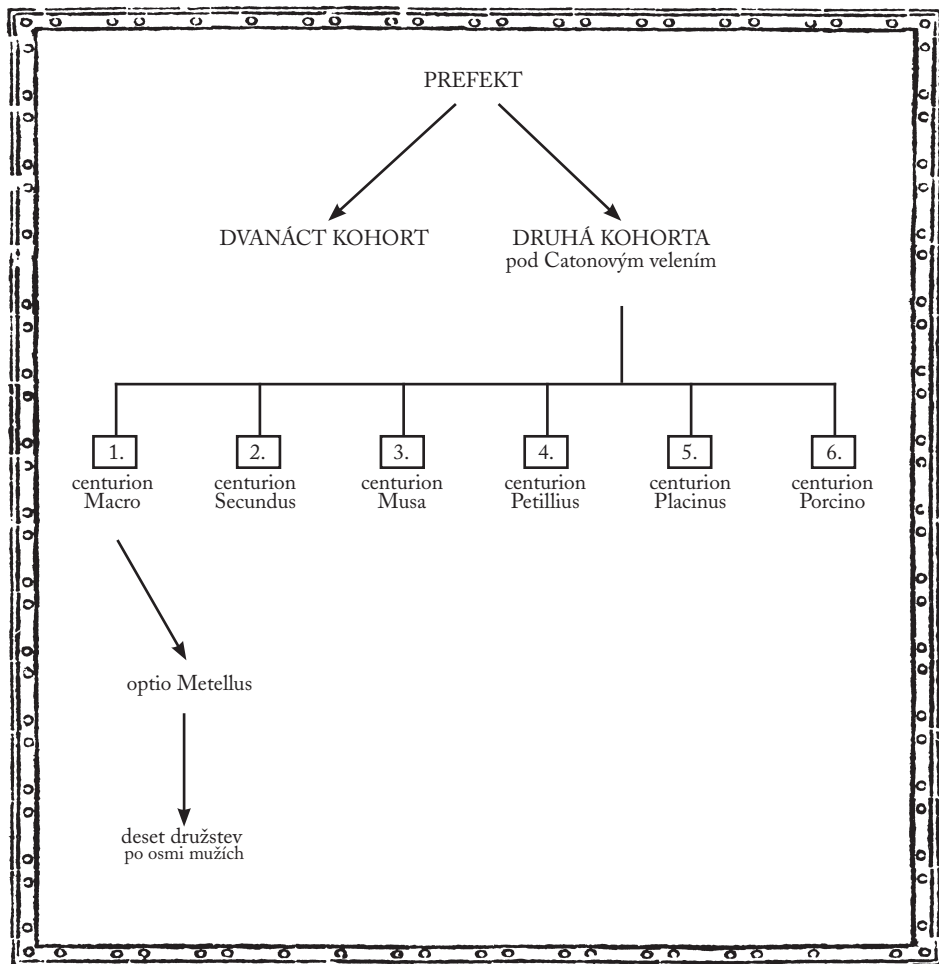 PREFEKT
DVANÁCT KOHORT
DRUHÁ KOHORTA
pod Catonovým velením
1.
2.
3.
4.
5.
6.
centurion
Macro
centurion
Secundus
centurion
Musa
centurion
Petillius
centurion
Placinus
centurion
Porcino
optio Metellus
deset družstev
po osmi mužích